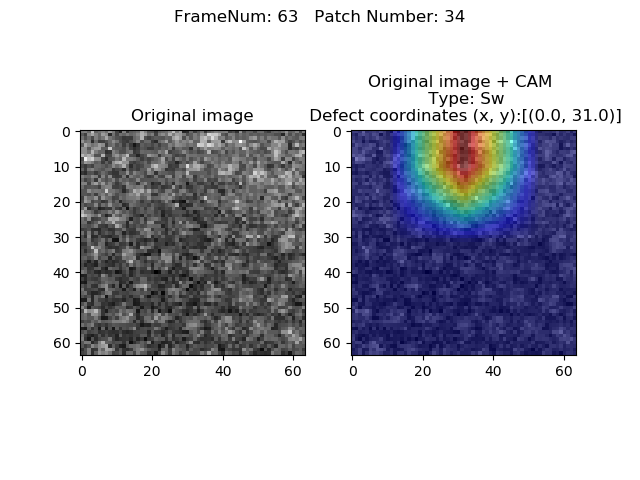 FrameNum: 63   Patch Number: 34
Original image
Original image + CAM
Type: Sw
Defect coordinates (x, y):[(0.0, 31.0)]
0
10
20
30
40
50
60
0 20 40 60
0
10
20
30
40
50
60
0 20 40 60